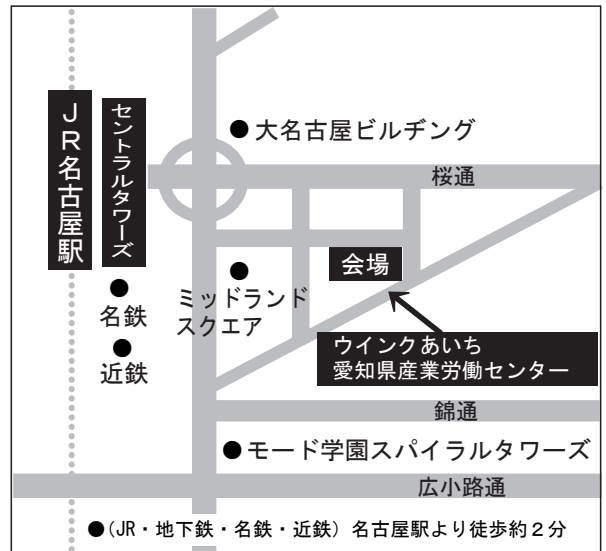 JR名古屋駅
セントラルタワーズ
●大名古屋ビルヂング
桜通
会場
●
ミッドランド
スクエア
●
名鉄
●
近鉄
ウインクあいち
愛知県産業労働センター
錦通
●モード学園スパイラルタワーズ
広小路通
●(JR・地下鉄・名鉄・近鉄)名古屋駅より徒歩約2分